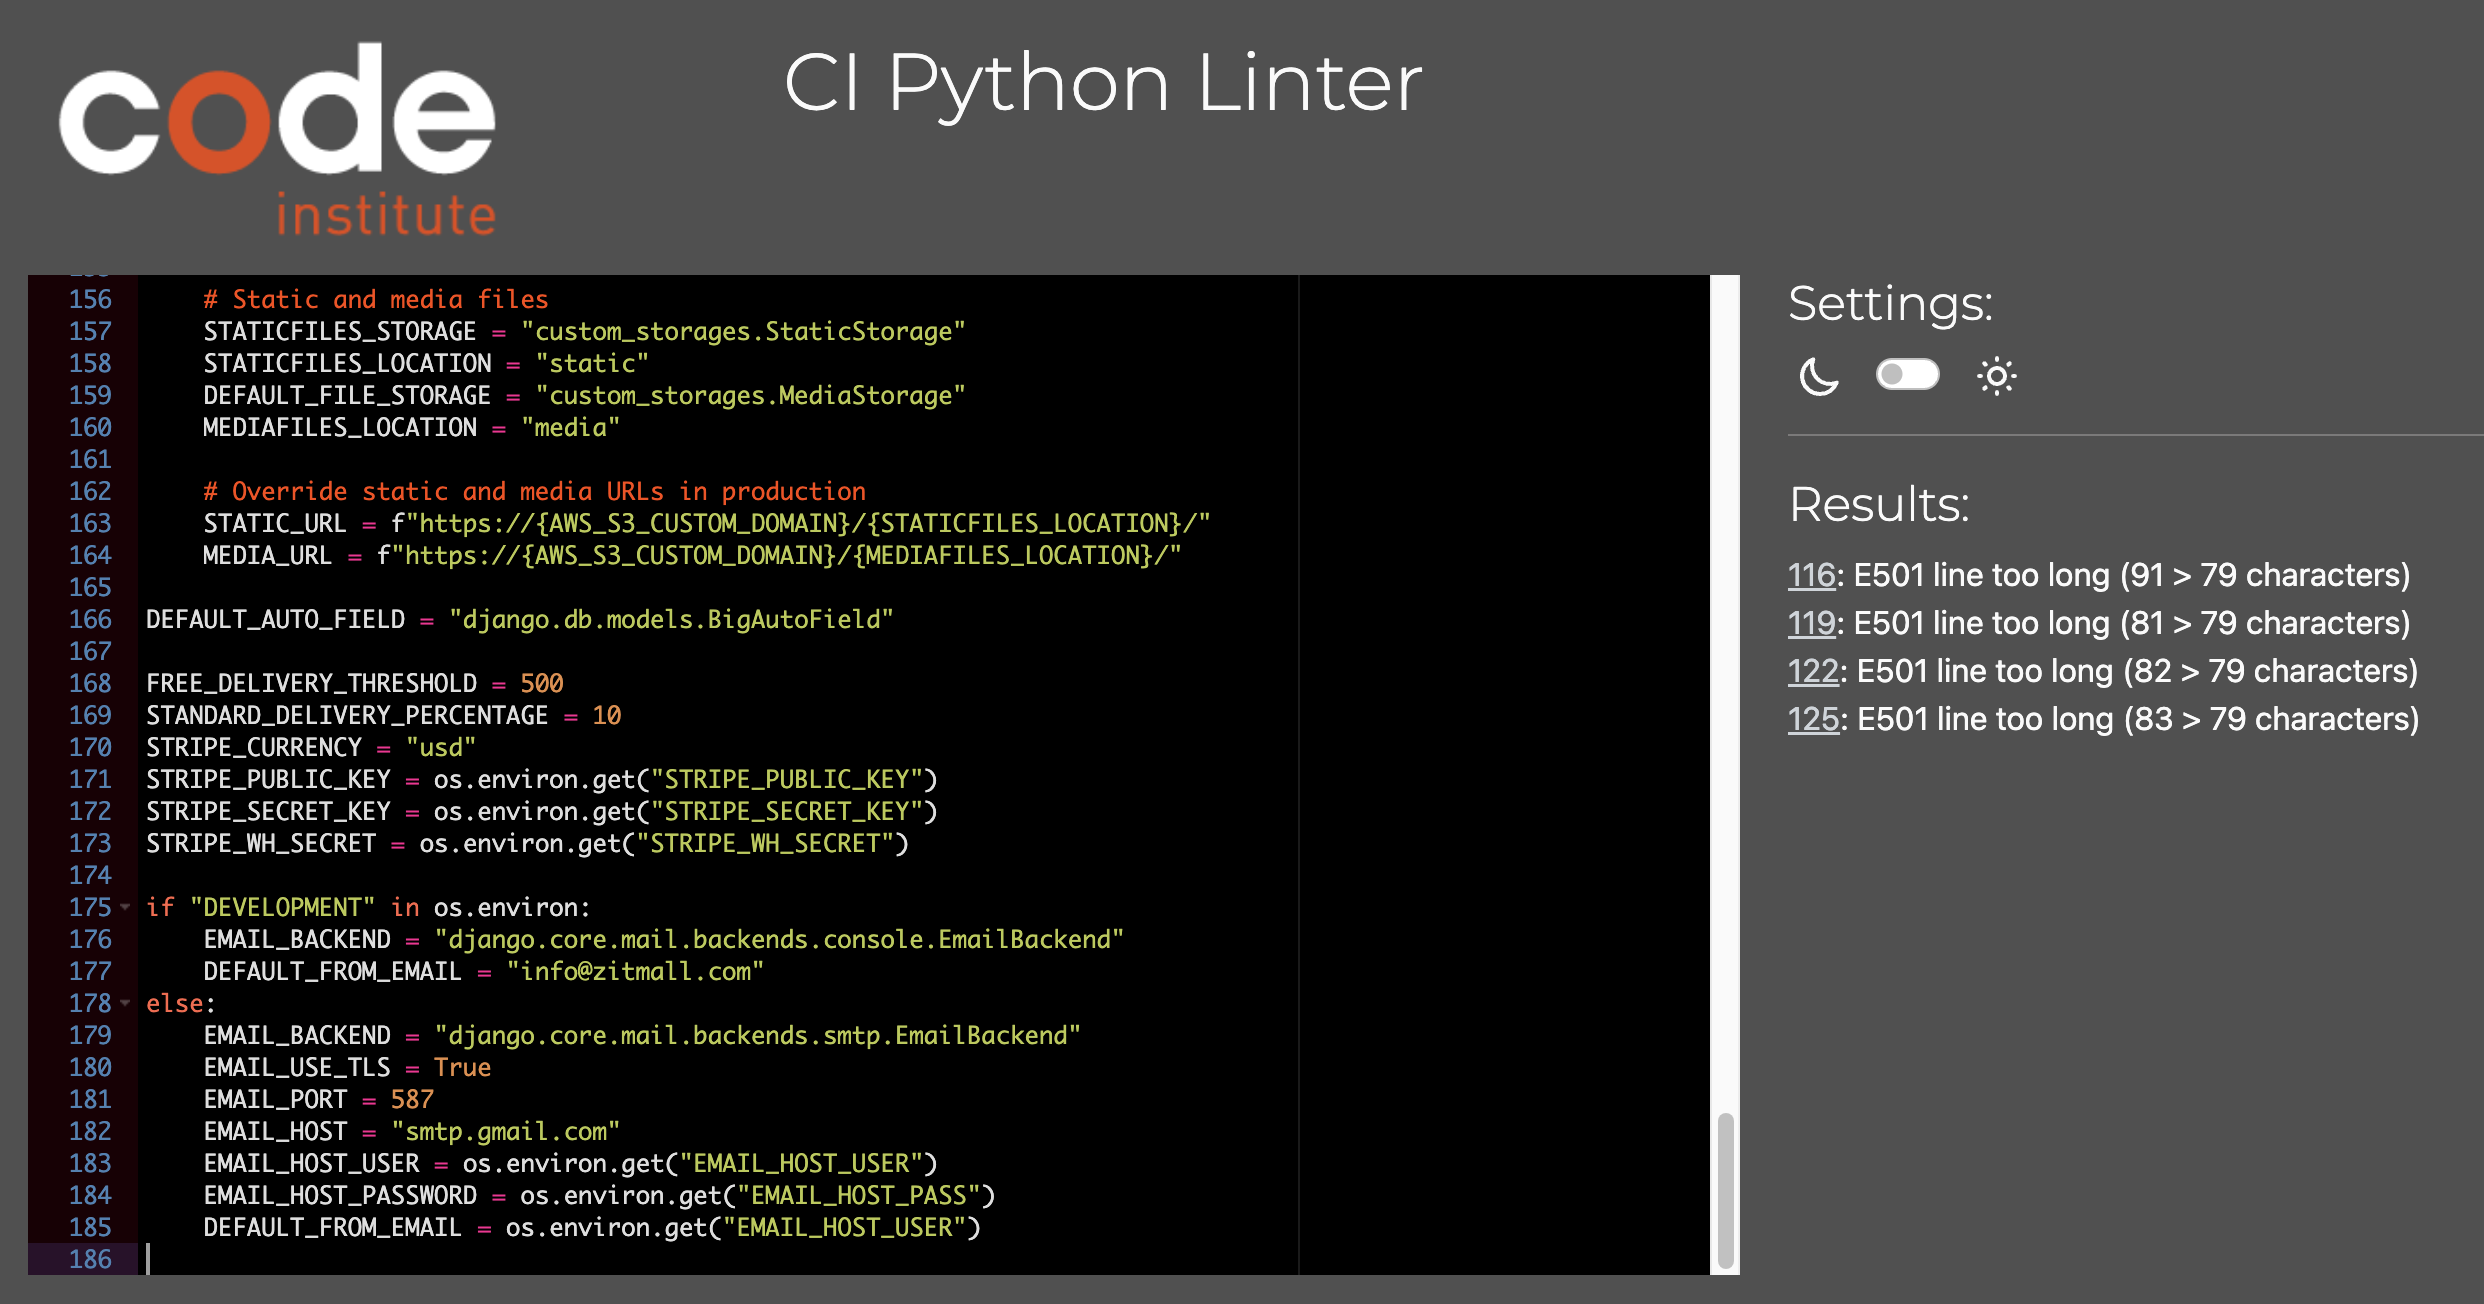 code
institute
CI Python Linter
156     # Static and media files
157     STATICFILES_STORAGE = "custom_storages.StaticStorage"
158     STATICFILES_LOCATION = "static"
159     DEFAULT_FILE_STORAGE = "custom_storages.MediaStorage"
160     MEDIAFILES_LOCATION = "media"
161
162     # Override static and media URLs in production
163     STATIC_URL = f"https://{AWS_S3_CUSTOM_DOMAIN}/{STATICFILES_LOCATION}/"
164     MEDIA_URL = f"https://{AWS_S3_CUSTOM_DOMAIN}/{MEDIAFILES_LOCATION}/"
165
166 DEFAULT_AUTO_FIELD = "django.db.models.BigAutoField"
167
168 FREE_DELIVERY_THRESHOLD = 500
169 STANDARD_DELIVERY_PERCENTAGE = 10
170 STRIPE_CURRENCY = "usd"
171 STRIPE_PUBLIC_KEY = os.environ.get("STRIPE_PUBLIC_KEY")
172 STRIPE_SECRET_KEY = os.environ.get("STRIPE_SECRET_KEY")
173 STRIPE_WH_SECRET = os.environ.get("STRIPE_WH_SECRET")
174
175 if "DEVELOPMENT" in os.environ:
176     EMAIL_BACKEND = "django.core.mail.backends.console.EmailBackend"
177     DEFAULT_FROM_EMAIL = "info@zitmall.com"
178 else:
179     EMAIL_BACKEND = "django.core.mail.backends.smtp.EmailBackend"
180     EMAIL_USE_TLS = True
181     EMAIL_PORT = 587
182     EMAIL_HOST = "smtp.gmail.com"
183     EMAIL_HOST_USER = os.environ.get("EMAIL_HOST_USER")
184     EMAIL_HOST_PASSWORD = os.environ.get("EMAIL_HOST_PASS")
185     DEFAULT_FROM_EMAIL = os.environ.get("EMAIL_HOST_USER")
186
Settings:
Results:
116: E501 line too long (91 > 79 characters)
119: E501 line too long (81 > 79 characters)
122: E501 line too long (82 > 79 characters)
125: E501 line too long (83 > 79 characters)